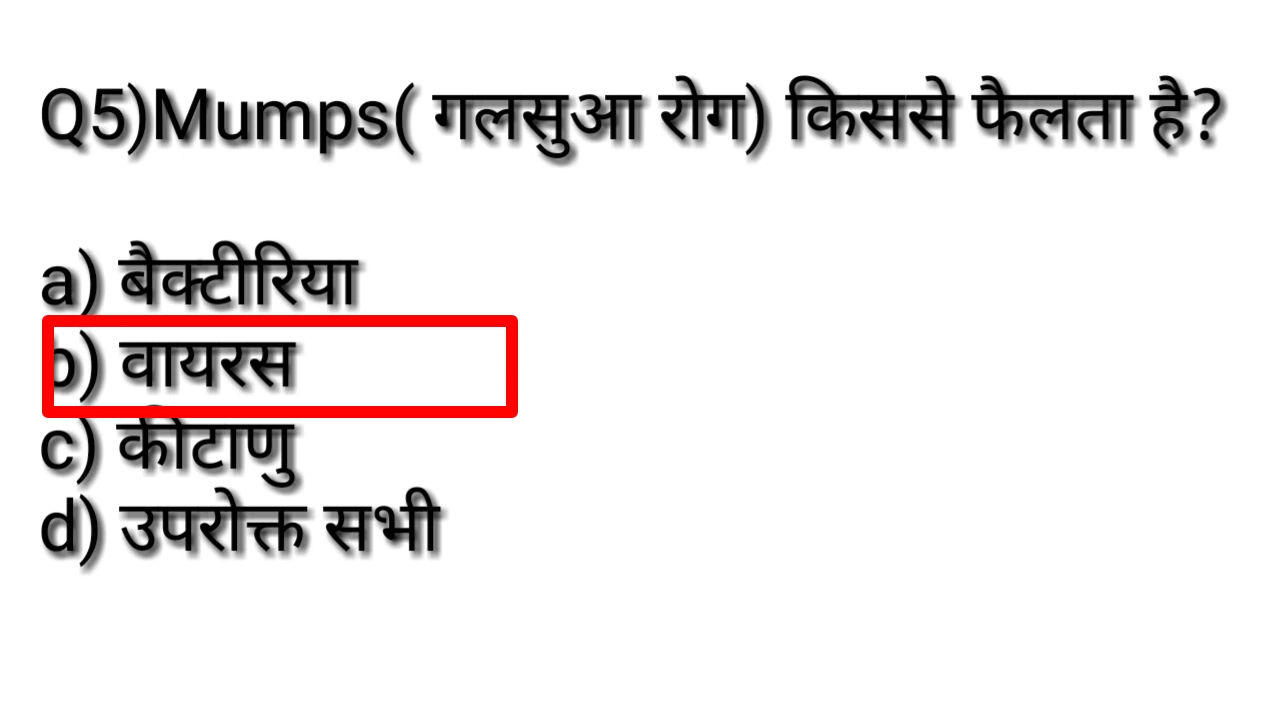 Q5)Mumps( गलसुआ रोग) किससे फैलता है?
a) बैक्टीरिया
b) वायरस
c) कीटाणु
d) उपरोक्त सभी